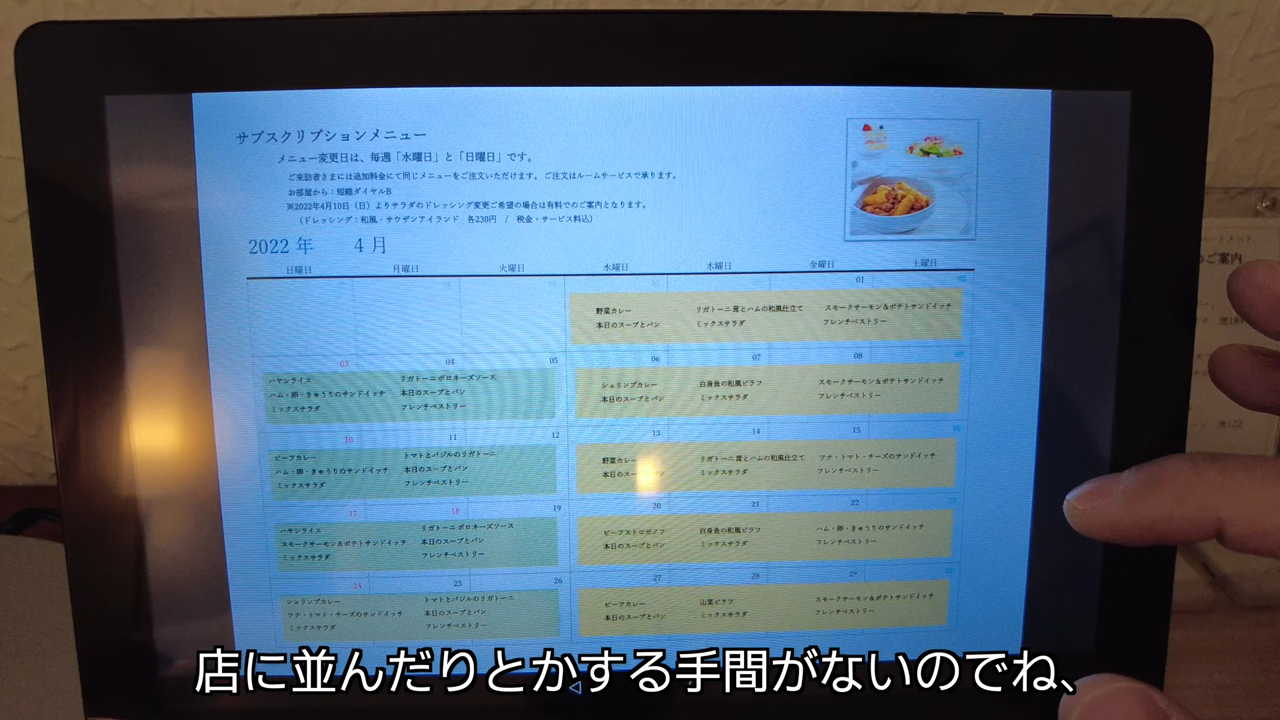 サブスクリプションメニュー
メニュー変更日は、毎週「水曜日」と「日曜日」です。
ご来訪者さまには追加料金にて同じメニューをご注文いただけます。ご注文はルームサービスで承ります。
お部屋から：短縮ダイヤル8
※2022年4月10日（日）よりサラダのドレッシング変更ご希望の場合は有料でのご案内となります。
（ドレッシング：和風・サウザンアイランド 各230円 / 税金・サービス料込）
2022 年 4 月
日曜日 月曜日 火曜日 水曜日 木曜日 金曜日 土曜日
01
野菜カレー リガトーニ 茸とハムの和風仕立て スモークサーモン＆ポテトサンドイッチ
本日のスープとパン ミックスサラダ フレンチペストリー
03 04 05 06 07 08 09
ハヤシライス リガトーニ ボロネーズソース
ハム・卵・きゅうりのサンドイッチ 本日のスープとパン
ミックスサラダ フレンチペストリー
シュリンプカレー 白身魚の和風ピラフ スモークサーモン＆ポテトサンドイッチ
本日のスープとパン ミックスサラダ フレンチペストリー
10 11 12 13 14 15 16
ビーフカレー トマトとバジルのリガトーニ
ハム・卵・きゅうりのサンドイッチ 本日のスープとパン
ミックスサラダ フレンチペストリー
野菜カレー リガトーニ 茸とハムの和風仕立て ツナ・トマト・チーズのサンドイッチ
本日のス パン ミックスサラダ フレンチペストリー
17 18 19 20 21 22 23
ハヤシライス リガトーニ ボロネーズソース
スモークサーモン＆ポテトサンドイッチ 本日のスープとパン
ミックスサラダ フレンチペストリー
ビーフストロガノフ 白身魚の和風ピラフ ハム・卵・きゅうりのサンドイッチ
本日のスープとパン ミックスサラダ フレンチペストリー
24 25 26 27 28 29 30
シュリンプカレー トマトとバジルのリガトーニ
ツナ・トマト・チーズのサンドイッチ 本日のスープとパン
ミックスサラダ フレンチペストリー
ビーフカレー 山菜ピラフ スモークサーモン＆ポテトサンドイッチ
本日のスープとパン ミックスサラダ フレンチペストリー
のご案内
店に並んだりとかする手間がないのでね、